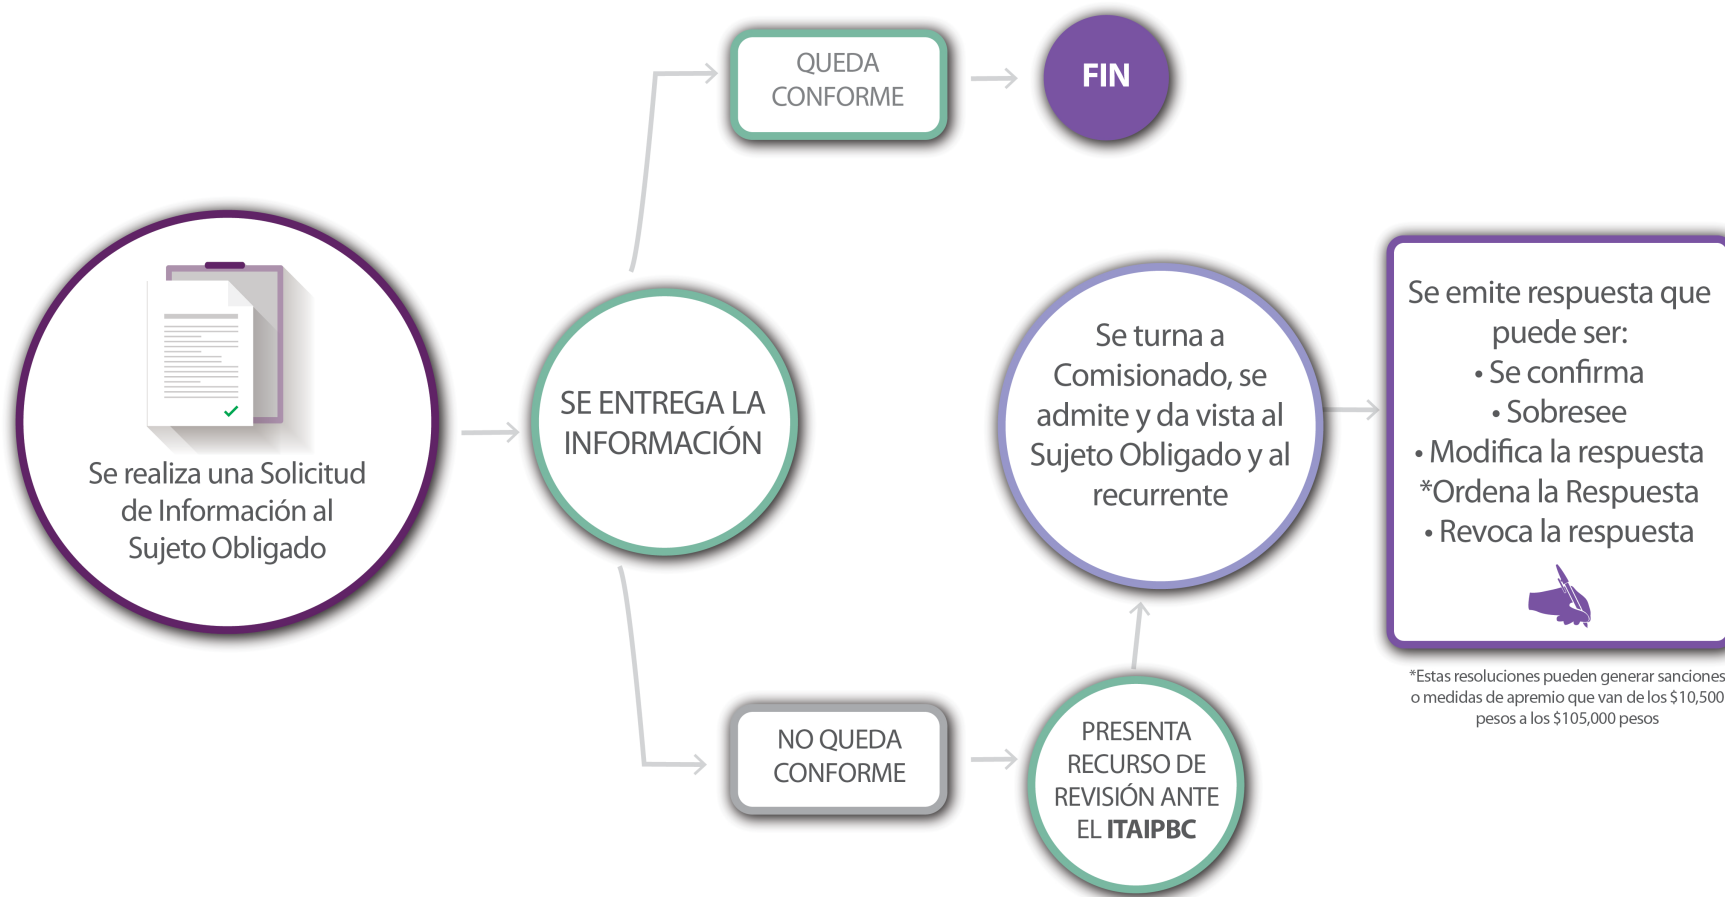 Se realiza una Solicitud
de Información al
Sujeto Obligado
SE ENTREGA LA
INFORMACIÓN
QUEDA
CONFORME
FIN
NO QUEDA
CONFORME
PRESENTA
RECURSO DE
REVISIÓN ANTE
EL ITAIPBC
Se turna a
Comisionado, se
admite y da vista al
Sujeto Obligado y al
recurrente
Se emite respuesta que
puede ser:
• Se confirma
• Sobresee
• Modifica la respuesta
*Ordena la Respuesta
• Revoca la respuesta
*Estas resoluciones pueden generar sanciones
o medidas de apremio que van de los $10,500
pesos a los $105,000 pesos